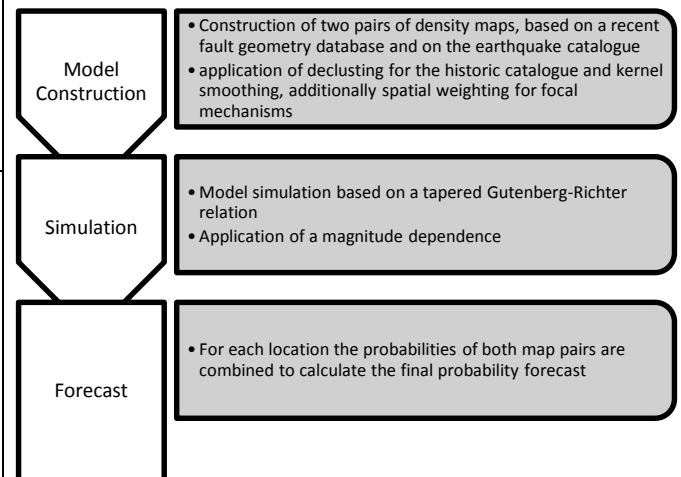 Model
Construction
• Construction of two pairs of density maps, based on a recent
fault geometry database and on the earthquake catalogue
• application of declusting for the historic catalogue and kernel
smoothing, additionally spatial weighting for focal
mechanisms
Simulation
• Model simulation based on a tapered Gutenberg-Richter
relation
• Application of a magnitude dependence
Forecast
• For each location the probabilities of both map pairs are
combined to calculate the final probability forecast